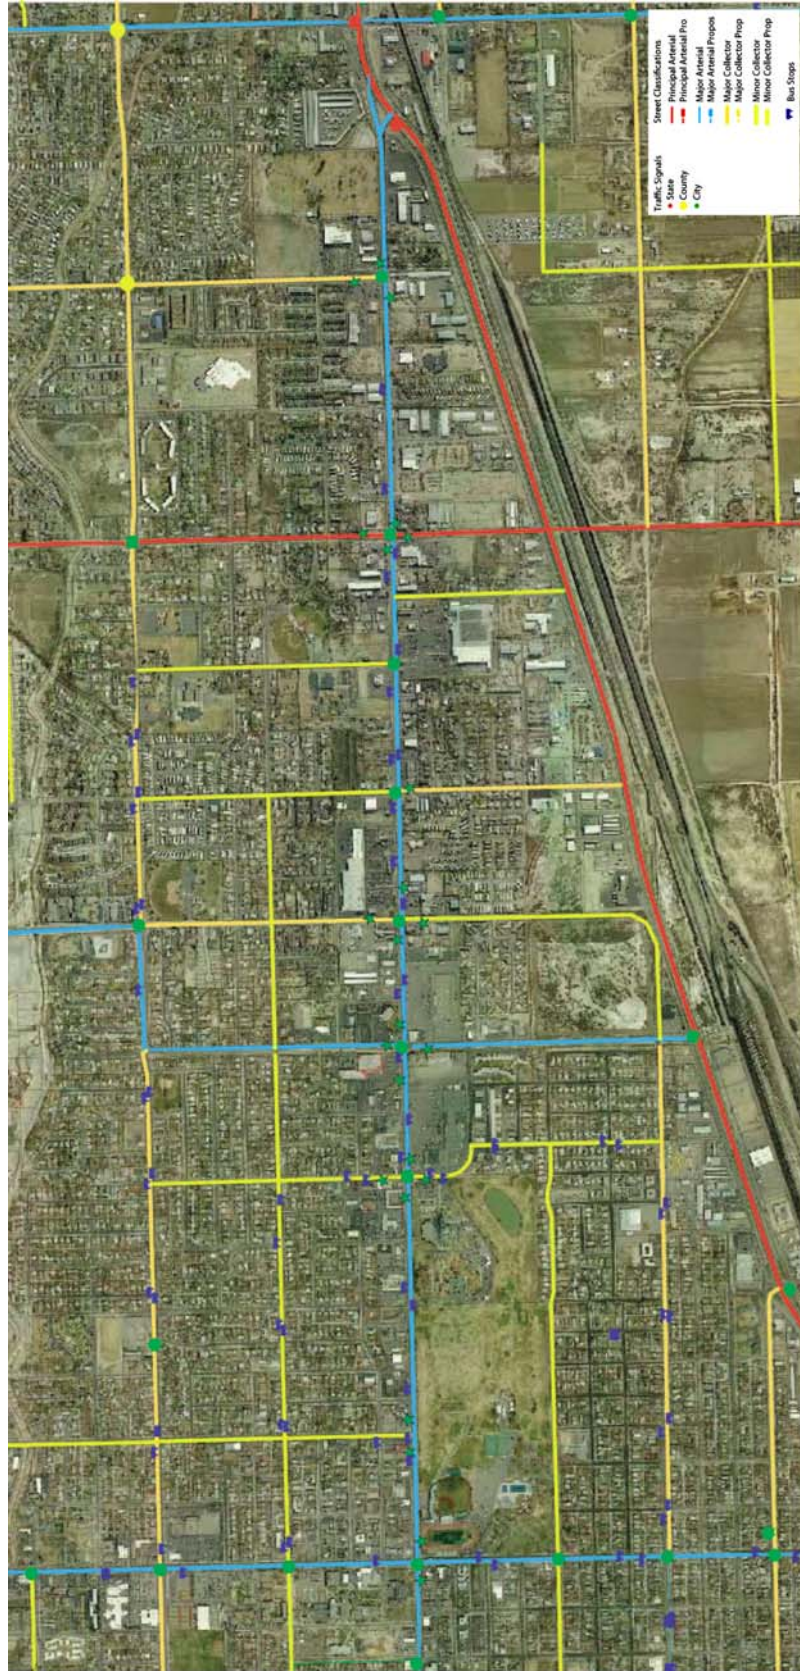 Traffic Signals
State
County
City
Street Classifications
Principal Arterial
Principal Arterial Pro
Major Arterial
Major Arterial Propos
Major Collector
Major Collector Prop
Minor Collector
Minor Collector Prop
Bus Stops